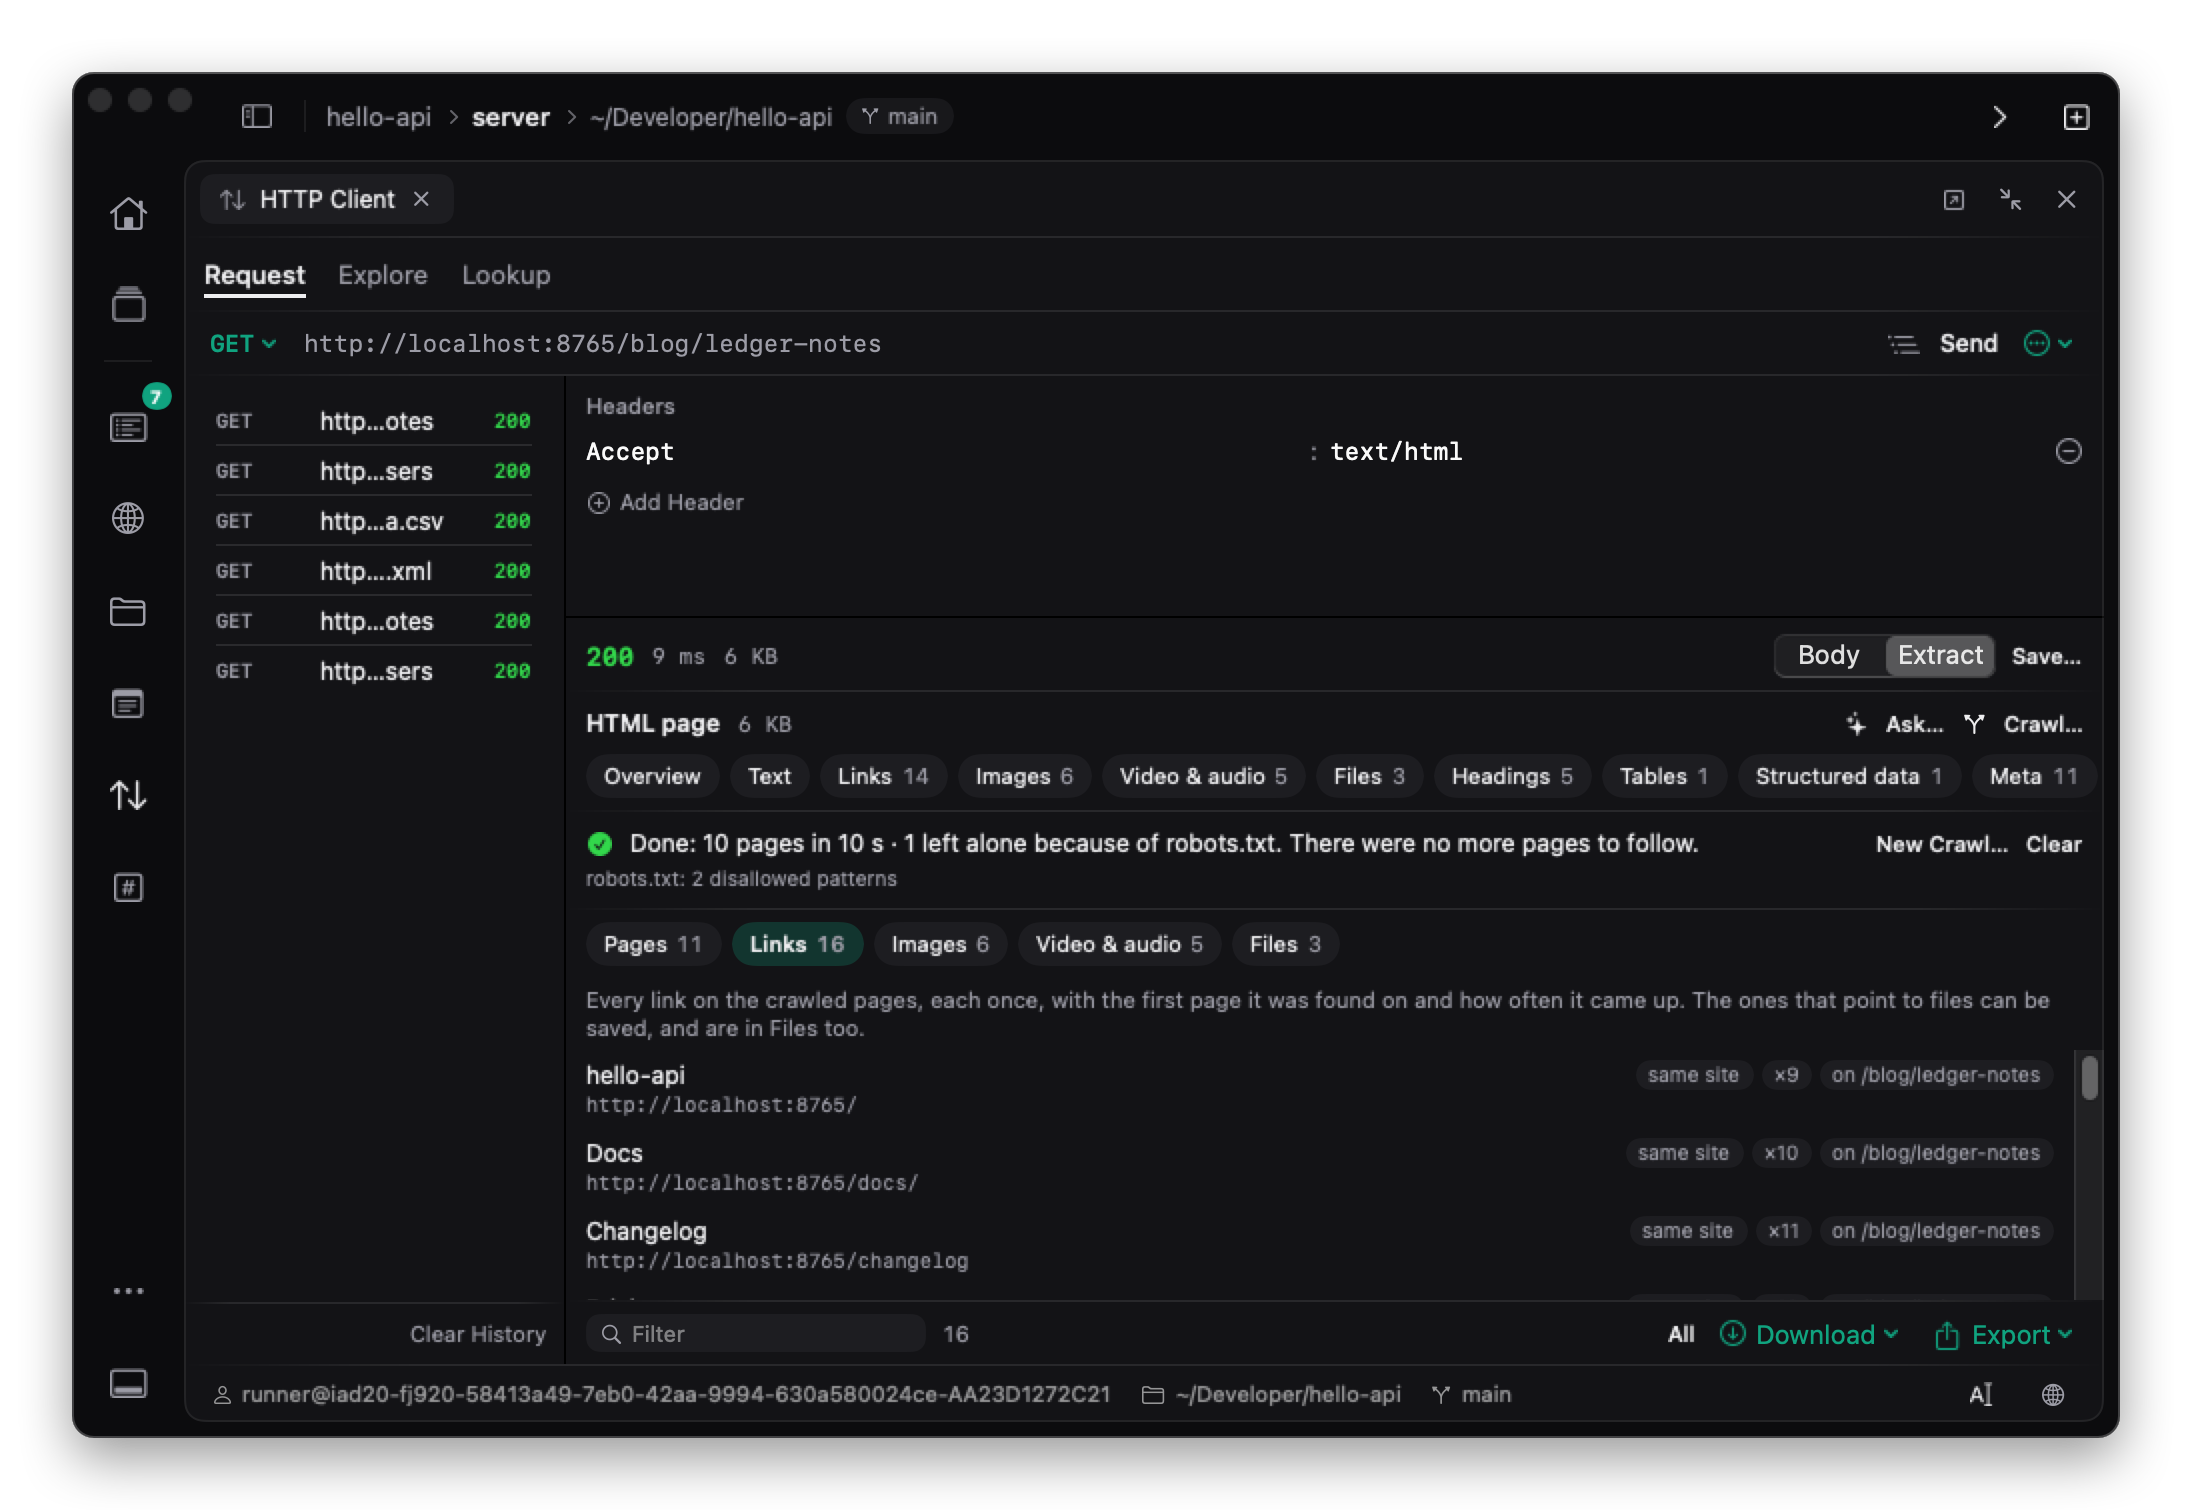 hello-api > server > ~/Developer/hello-api main
HTTP Client
Request Explore Lookup
GET http://localhost:8765/blog/ledger-notes Send
7
GET http...otes 200
GET http...sers 200
GET http...a.csv 200
GET http....xml 200
GET http...otes 200
GET http...sers 200
Clear History
Headers
Accept : text/html
Add Header
200 9 ms 6 KB Body Extract Save...
HTML page 6 KB Ask... Crawl...
Overview Text Links 14 Images 6 Video & audio 5 Files 3 Headings 5 Tables 1 Structured data 1 Meta 11
Done: 10 pages in 10 s · 1 left alone because of robots.txt. There were no more pages to follow. New Crawl... Clear
robots.txt: 2 disallowed patterns
Pages 11 Links 16 Images 6 Video & audio 5 Files 3
Every link on the crawled pages, each once, with the first page it was found on and how often it came up. The ones that point to files can be
saved, and are in Files too.
hello-api same site ×9 on /blog/ledger-notes
http://localhost:8765/
Docs same site ×10 on /blog/ledger-notes
http://localhost:8765/docs/
Changelog same site ×11 on /blog/ledger-notes
http://localhost:8765/changelog
Filter 16 All Download Export
runner@iad20-fj920-58413a49-7eb0-42aa-9994-630a580024ce-AA23D1272C21 ~/Developer/hello-api main